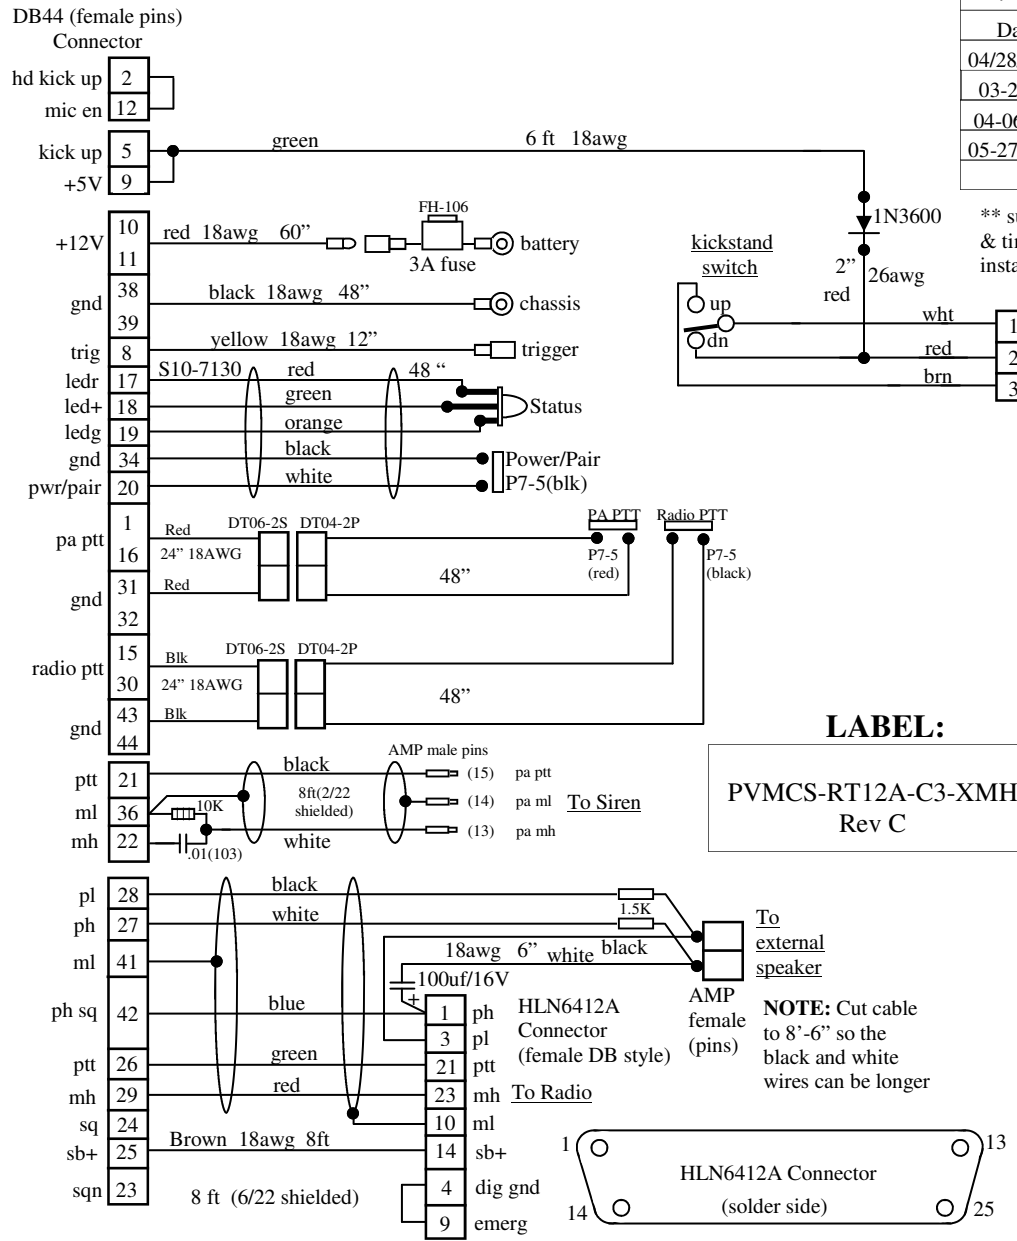 DB44 (female pins)
Connector
hd kick up 2
mic en 12
kick up 5 green 6 ft 18awg
+5V 9
Da
04/28
03-2
04-06
05-27
** s
& ti
insta
1N3600
2” 26awg
red
kickstand
switch
up
dn
wht 1
red 2
brn 3
+12V 10 11 red 18awg 60” FH-106 3A fuse battery
gnd 38 39 black 18awg 48” chassis
trig 8 yellow 18awg 12” trigger
ledr 17 S10-7130 red 48 “
led+ 18 green Status
ledg 19 orange
gnd 34 black Power/Pair
pwr/pair 20 white P7-5(blk)
pa ptt 1 16 Red DT06-2S DT04-2P PA PTT Radio PTT
24” 18AWG
P7-5
(red)
P7-5
(black)
gnd 31 32 Red 48”
radio ptt 15 30 Blk DT06-2S DT04-2P
24” 18AWG
48”
gnd 43 44 Blk
LABEL:
PVMCS-RT12A-C3-XMH
Rev C
AMP male pins
ptt 21 black (15) pa ptt
ml 36 10K 8ft(2/22
shielded) (14) pa ml To Siren
mh 22 .01(103) white (13) pa mh
pl 28 black
ph 27 white 1.5K
ml 41
18awg 6” white black
To
external
speaker
100uf/16V
+
AMP
female
(pins)
ph sq 42 blue 1 ph
3 pl
HLN6412A
Connector
(female DB style)
NOTE: Cut cable
to 8’-6” so the
black and white
wires can be longer
ptt 26 green 21 ptt
mh 29 red 23 mh To Radio
sq 24 10 ml
sb+ 25 Brown 18awg 8ft 14 sb+
sqn 23 8 ft (6/22 shielded) 4 dig gnd
9 emerg
1 13
HLN6412A Connector
(solder side)
14 25